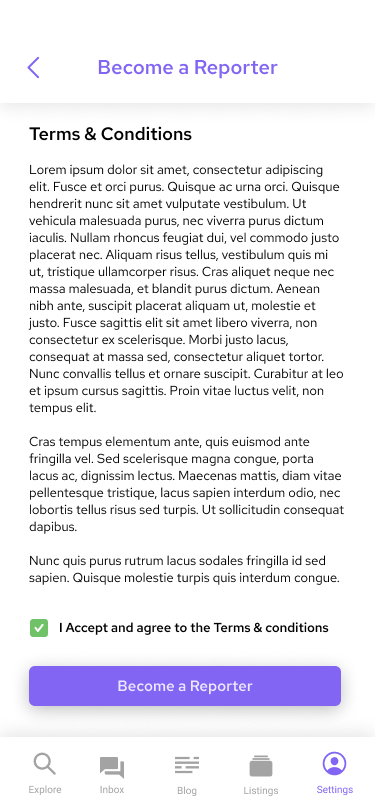 Become a Reporter
Terms & Conditions
Lorem ipsum dolor sit amet, consectetur adipiscing
elit. Fusce et orci purus. Quisque ac urna orci. Quisque
hendrerit nunc sit amet vulputate vestibulum. Ut
vehicula malesuada purus, nec viverra purus dictum
iaculis. Nullam rhoncus feugiat dui, vel commodo justo
placerat nec. Aliquam risus tellus, vestibulum quis mi
ut, tristique ullamcorper risus. Cras aliquet neque nec
massa malesuada, et blandit purus dictum. Aenean
nibh ante, suscipit placerat aliquam ut, molestie et
justo. Fusce sagittis elit sit amet libero viverra, non
consectetur ex scelerisque. Morbi justo lacus,
consequat at massa sed, consectetur aliquet tortor.
Nunc convallis tellus et ornare suscipit. Curabitur at leo
et ipsum cursus sagittis. Proin vitae luctus velit, non
tempus elit.
Cras tempus elementum ante, quis euismod ante
fringilla vel. Sed scelerisque magna congue, porta
lacus ac, dignissim lectus. Maecenas mattis, diam vitae
pellentesque tristique, lacus sapien interdum odio, nec
lobortis tellus risus sed turpis. Ut sollicitudin consequat
dapibus.
Nunc quis purus rutrum lacus sodales fringilla id sed
sapien. Quisque molestie turpis quis interdum congue.
I Accept and agree to the Terms & conditions
Become a Reporter
Explore Inbox Blog Listings Settings